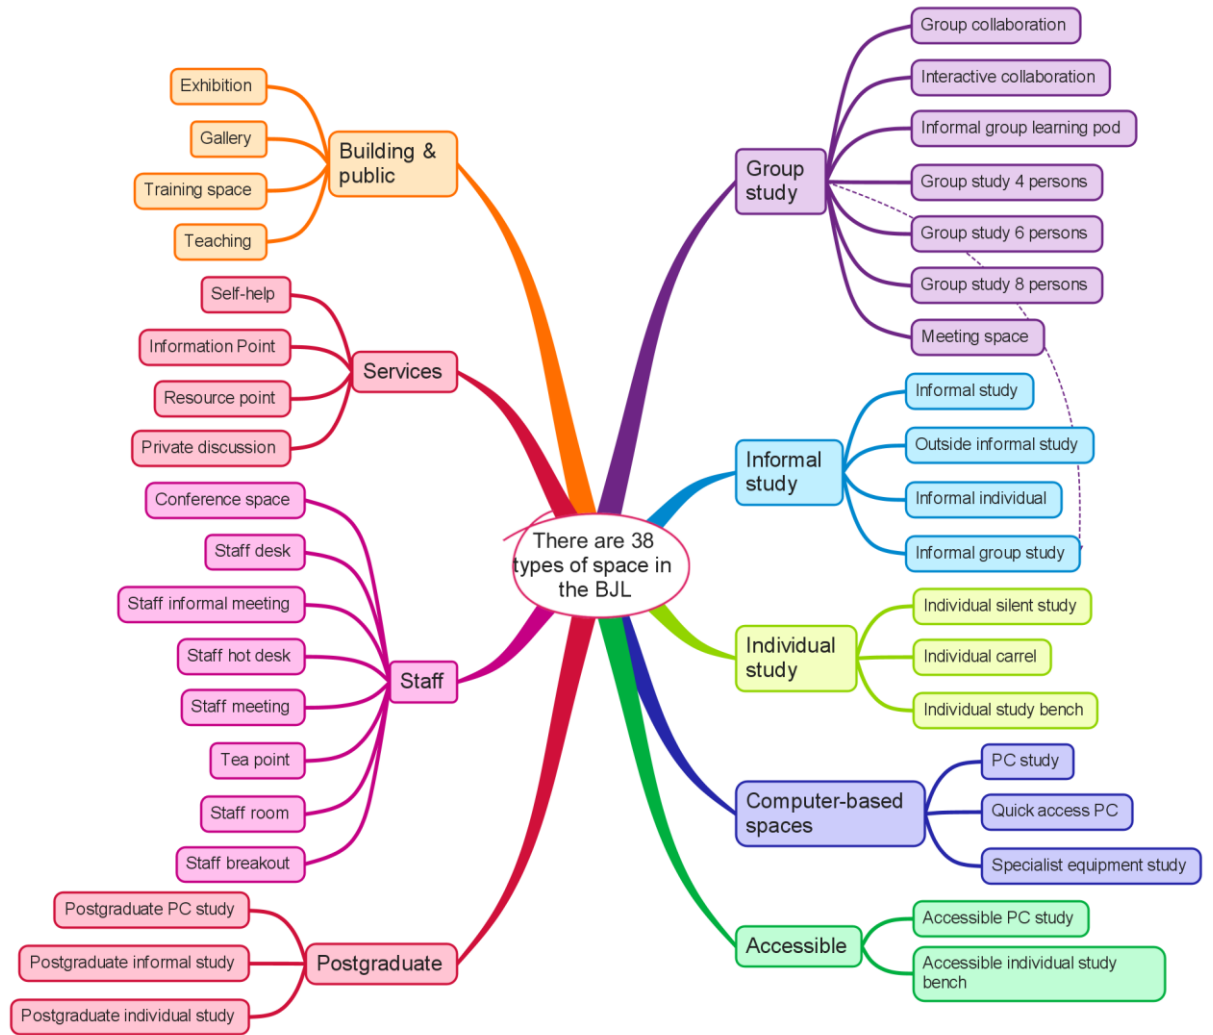 There are 38
types of space in
the BJL
Group
study
Group collaboration
Interactive collaboration
Informal group learning pod
Group study 4 persons
Group study 6 persons
Group study 8 persons
Meeting space
Informal
study
Informal study
Outside informal study
Informal individual
Informal group study
Individual
study
Individual silent study
Individual carrel
Individual study bench
Computer-based
spaces
PC study
Quick access PC
Specialist equipment study
Accessible
Accessible PC study
Accessible individual study
bench
Building &
public
Exhibition
Gallery
Training space
Teaching
Services
Self-help
Information Point
Resource point
Private discussion
Staff
Conference space
Staff desk
Staff informal meeting
Staff hot desk
Staff meeting
Tea point
Staff room
Staff breakout
Postgraduate
Postgraduate PC study
Postgraduate informal study
Postgraduate individual study